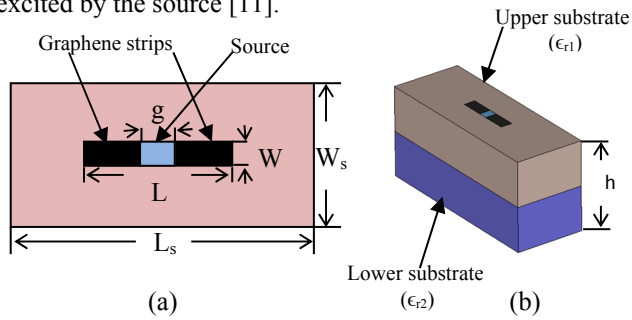 excited by the source [11].
Graphene strips
Source
g
W
Ws
L
Ls
(a)
Upper substrate
(ϵr1)
h
Lower substrate
(ϵr2)
(b)